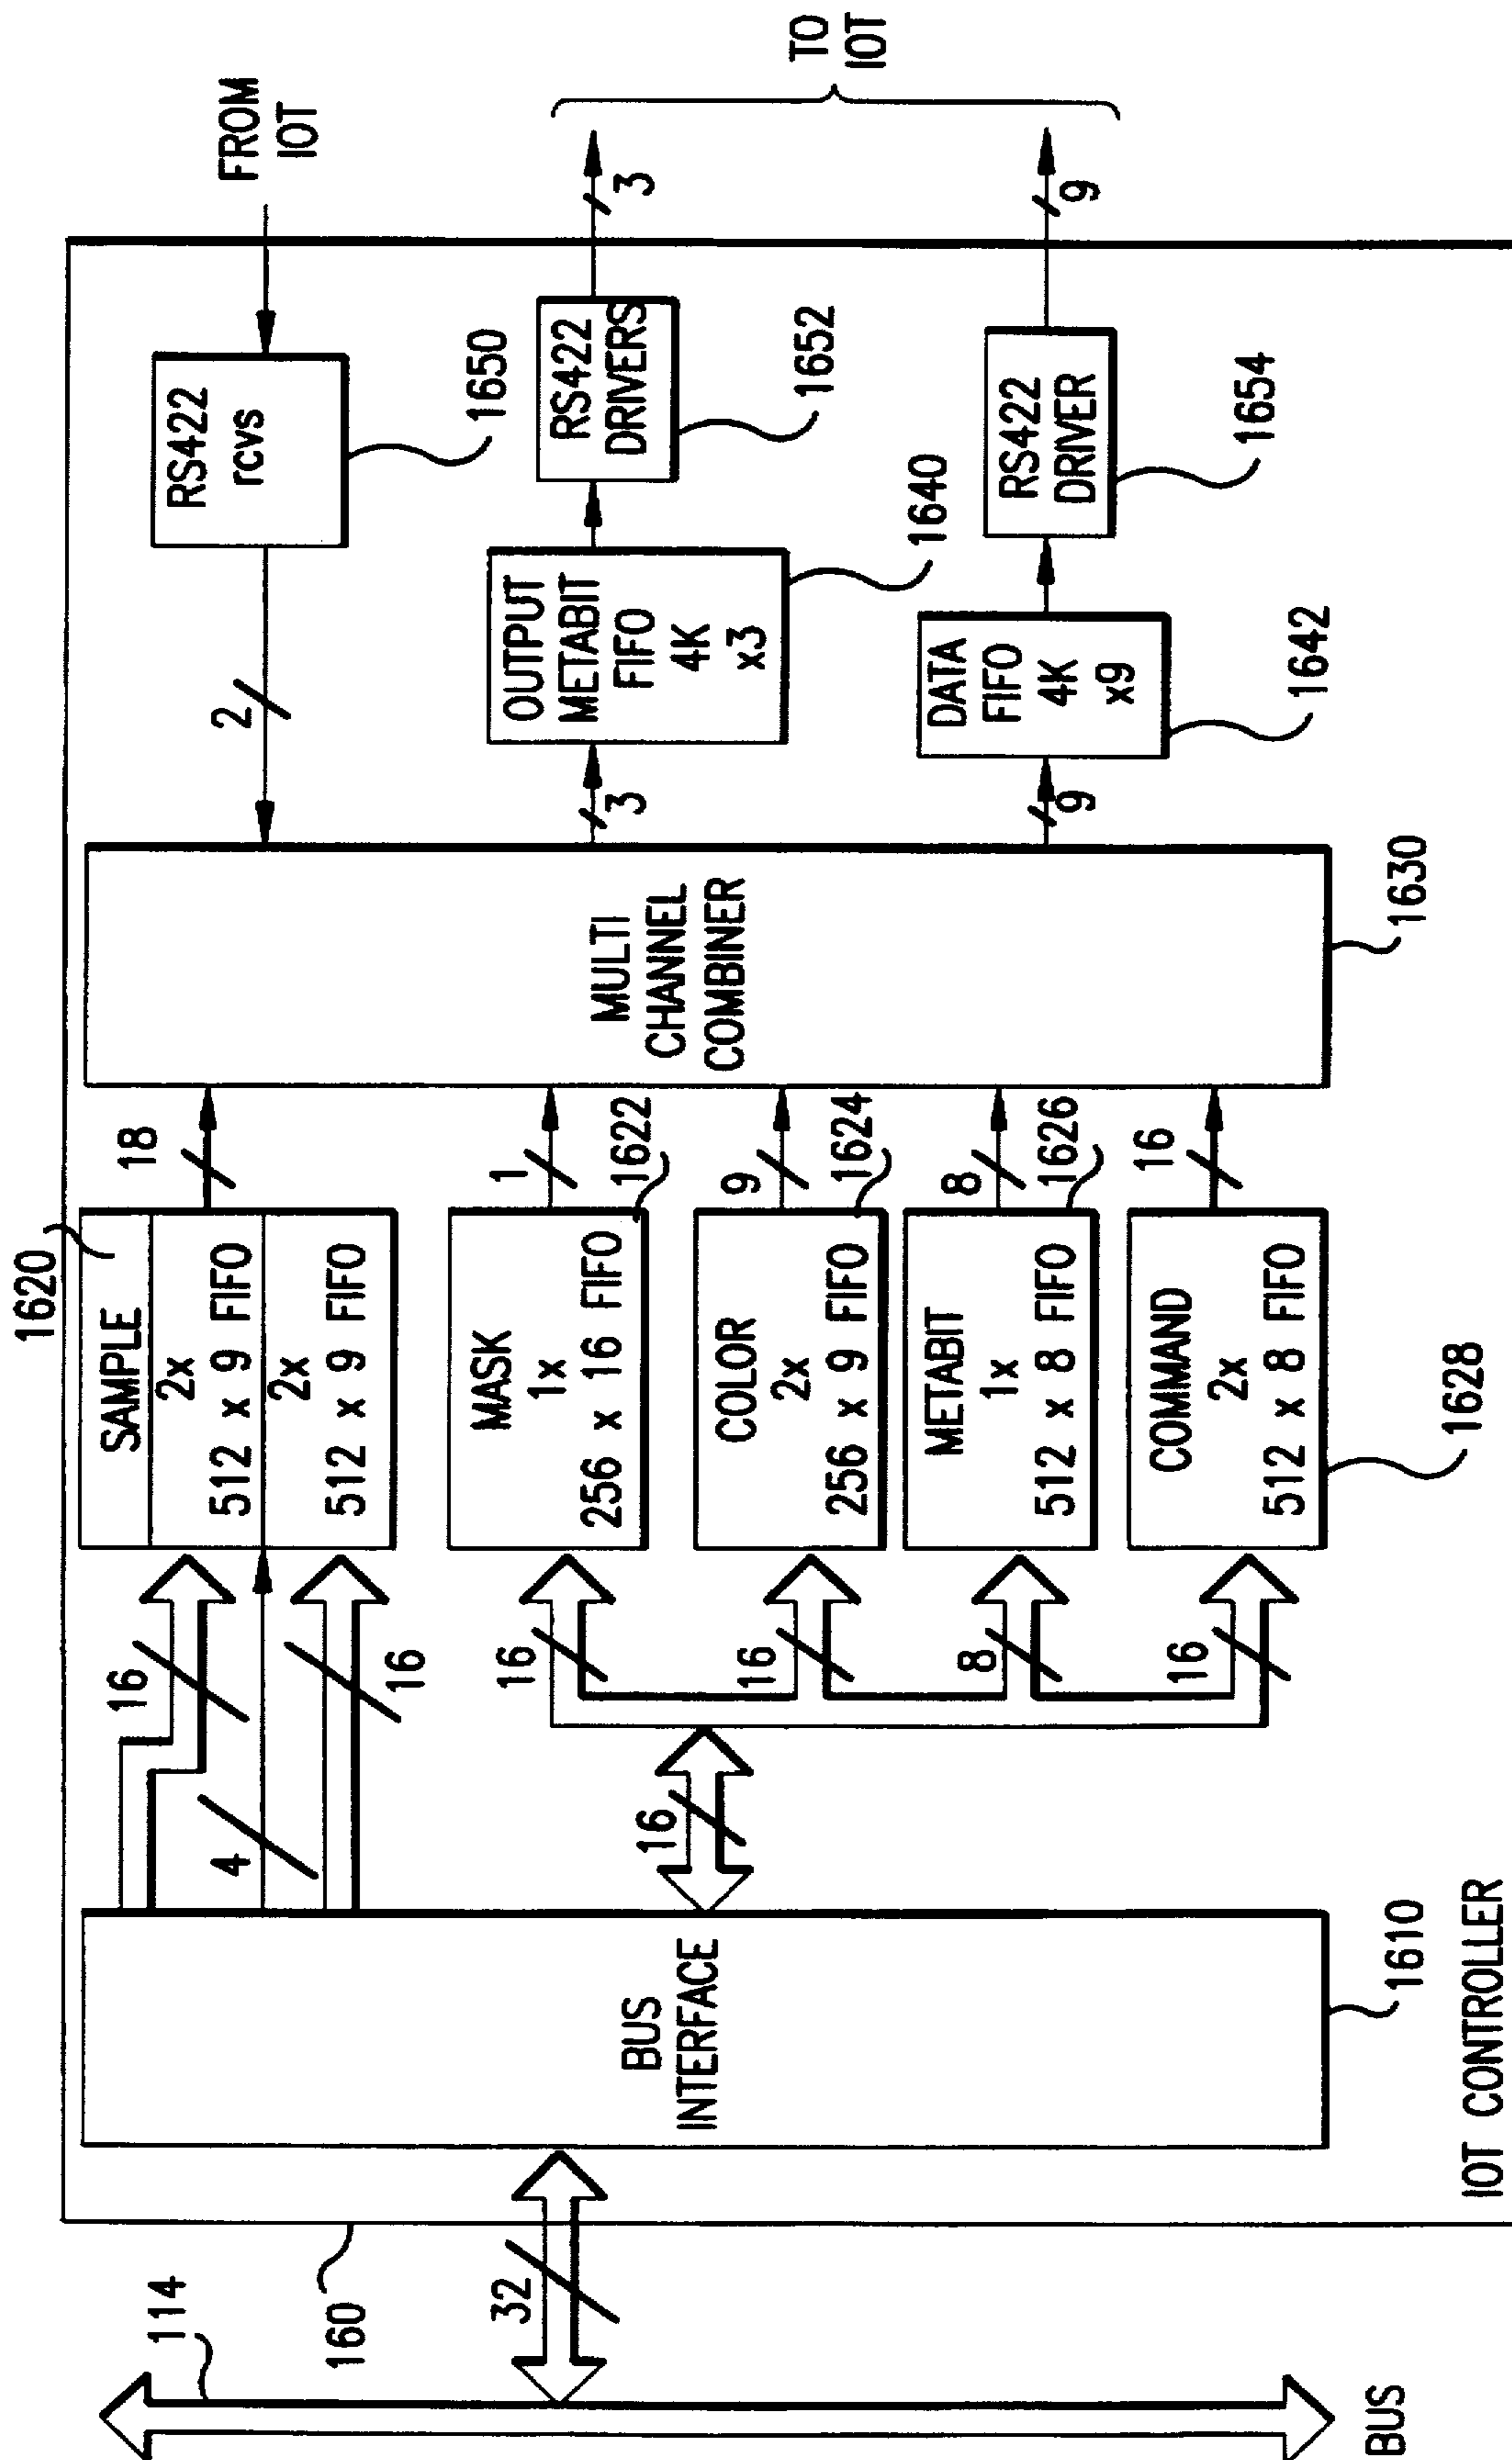 BUS
114
32
160
IOT CONTROLLER
BUS
INTERFACE
1610
16
4
16
16
16
16
8
16
1620
SAMPLE
2x
512 x 9 FIFO
2x
512 x 9 FIFO
18
MASK
1x
256 x 16 FIFO
1
1622
COLOR
2x
256 x 9 FIFO
9
1624
METABIT
1x
512 x 8 FIFO
8
1626
COMMAND
2x
512 x 8 FIFO
16
1628
MULTI
CHANNEL
COMBINER
1630
2
RS422
rcvs
1650
FROM
IOT
3
OUTPUT
METABIT
FIFO
4K
x3
1640
RS422
DRIVERS
1652
3
9
DATA
FIFO
4K
x9
1642
RS422
DRIVER
1654
9
TO
IOT